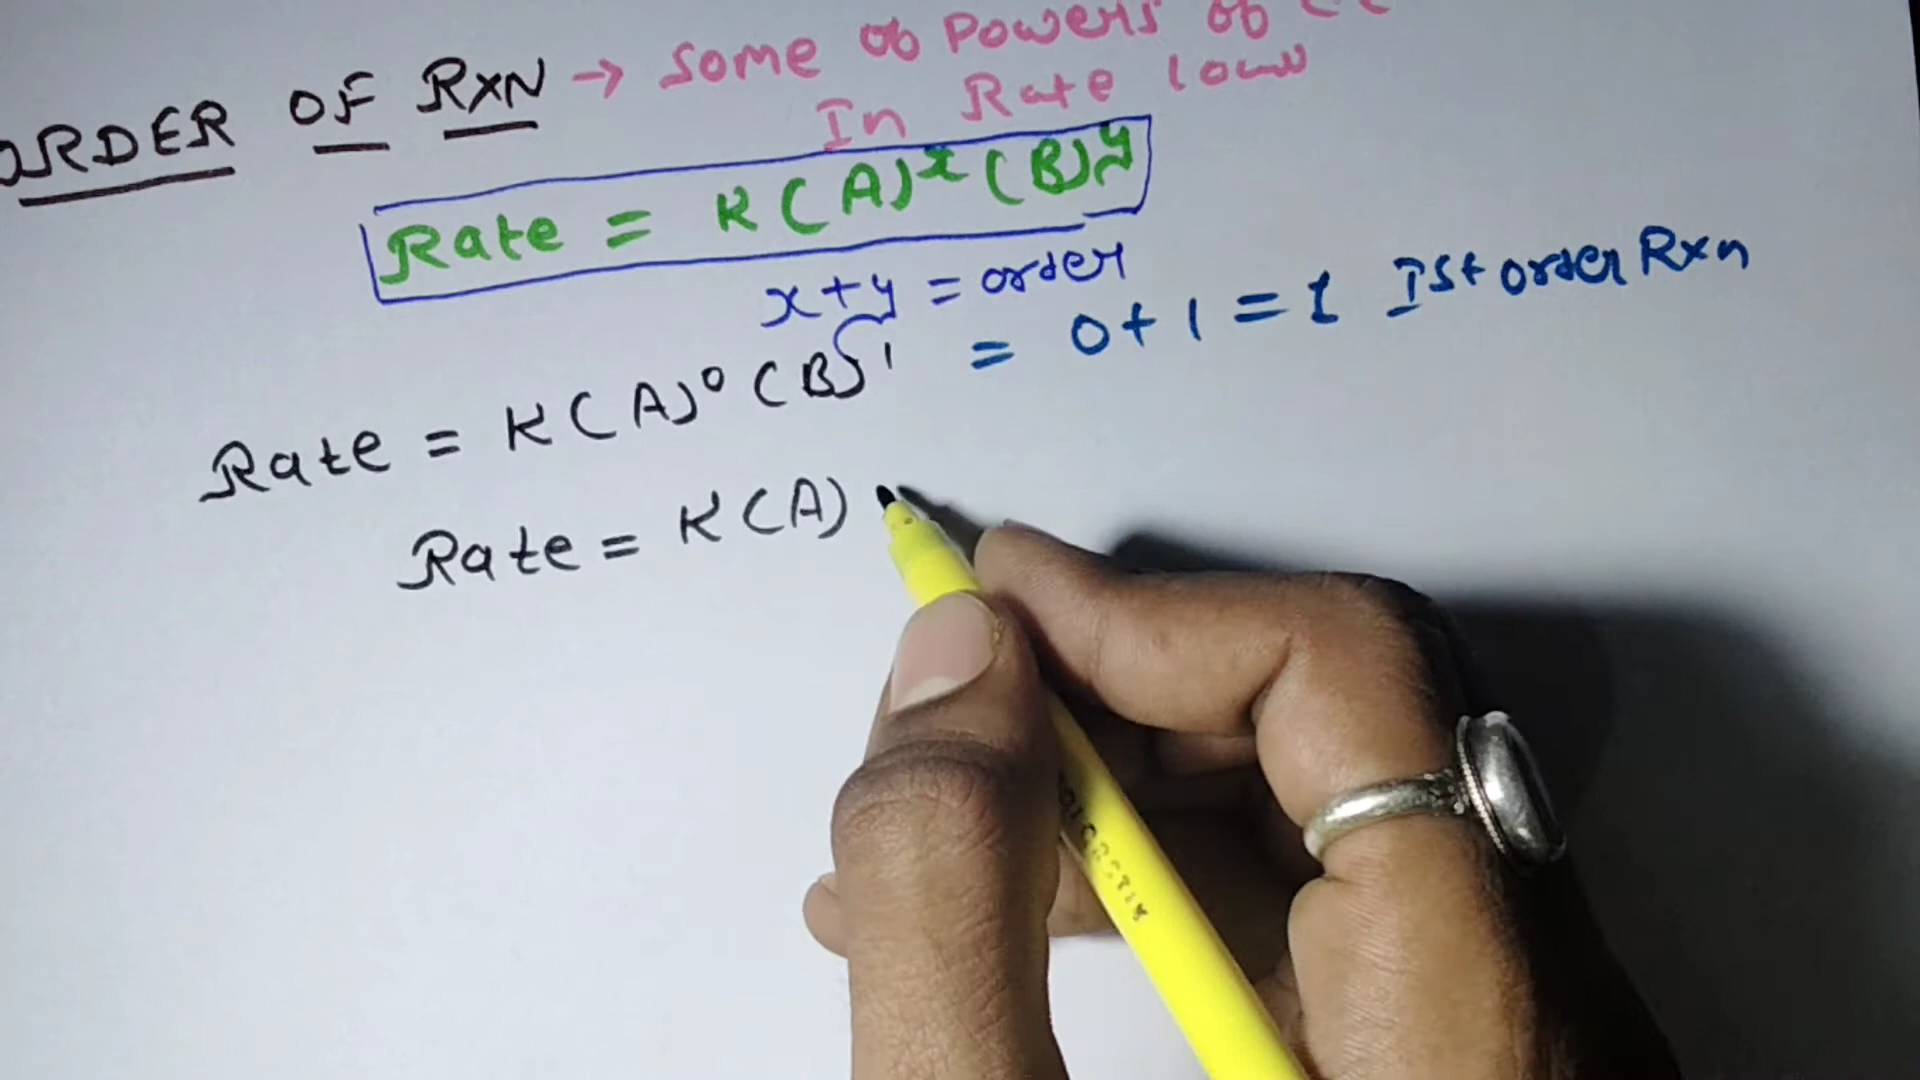 ORDER OF RXN → Some of Powers of
In Rate law
Rate = K(A)ˣ(B)ʸ
x+y = order
= 0+1 = 1 Ist order Rxn
Rate = K(A)⁰(B)¹
Rate = K(A)